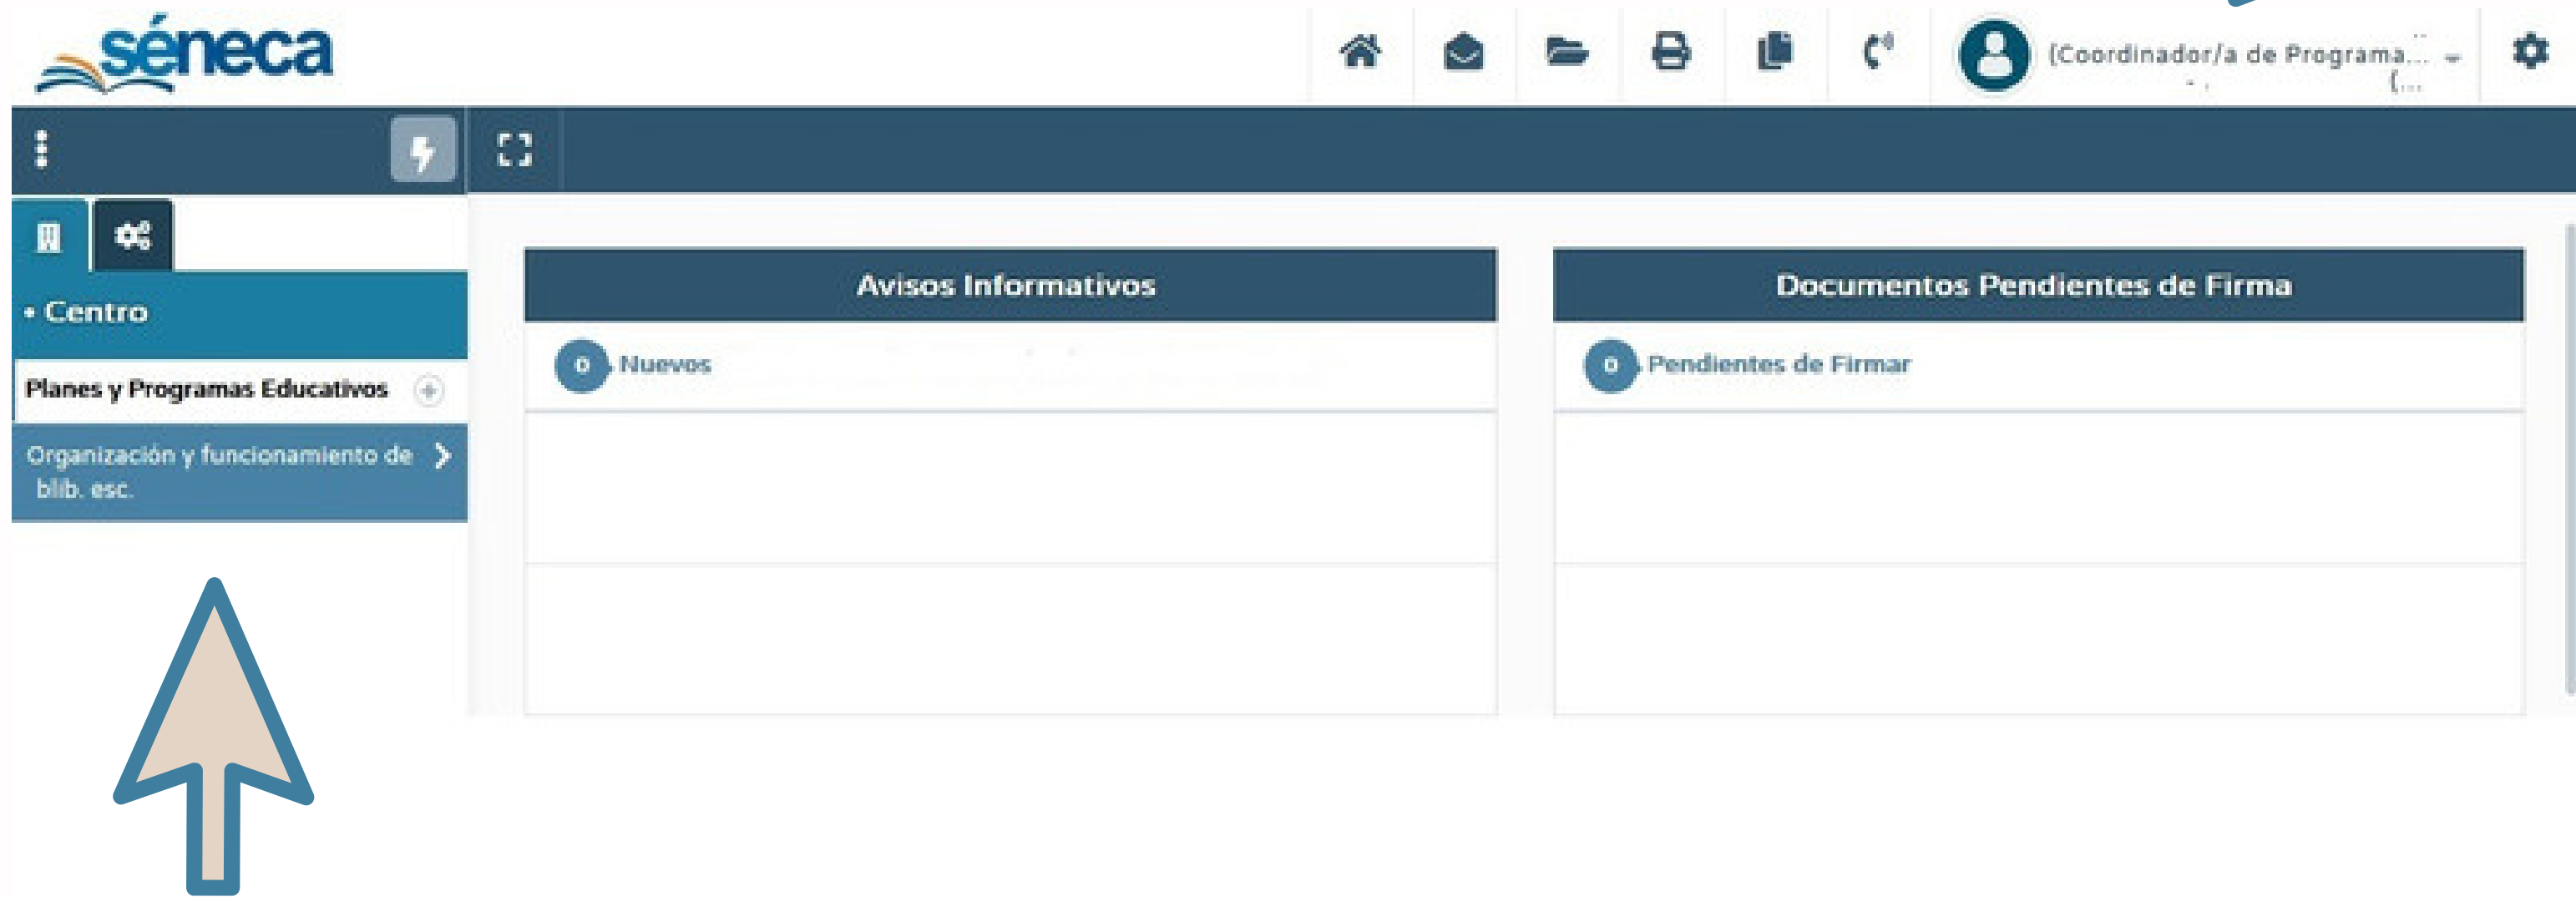 séneca
(Coordinador/a de Programa...
(...
• Centro
Planes y Programas Educativos
Organización y funcionamiento de
blib. esc.
Avisos Informativos
0 Nuevos
Documentos Pendientes de Firma
0 Pendientes de Firmar